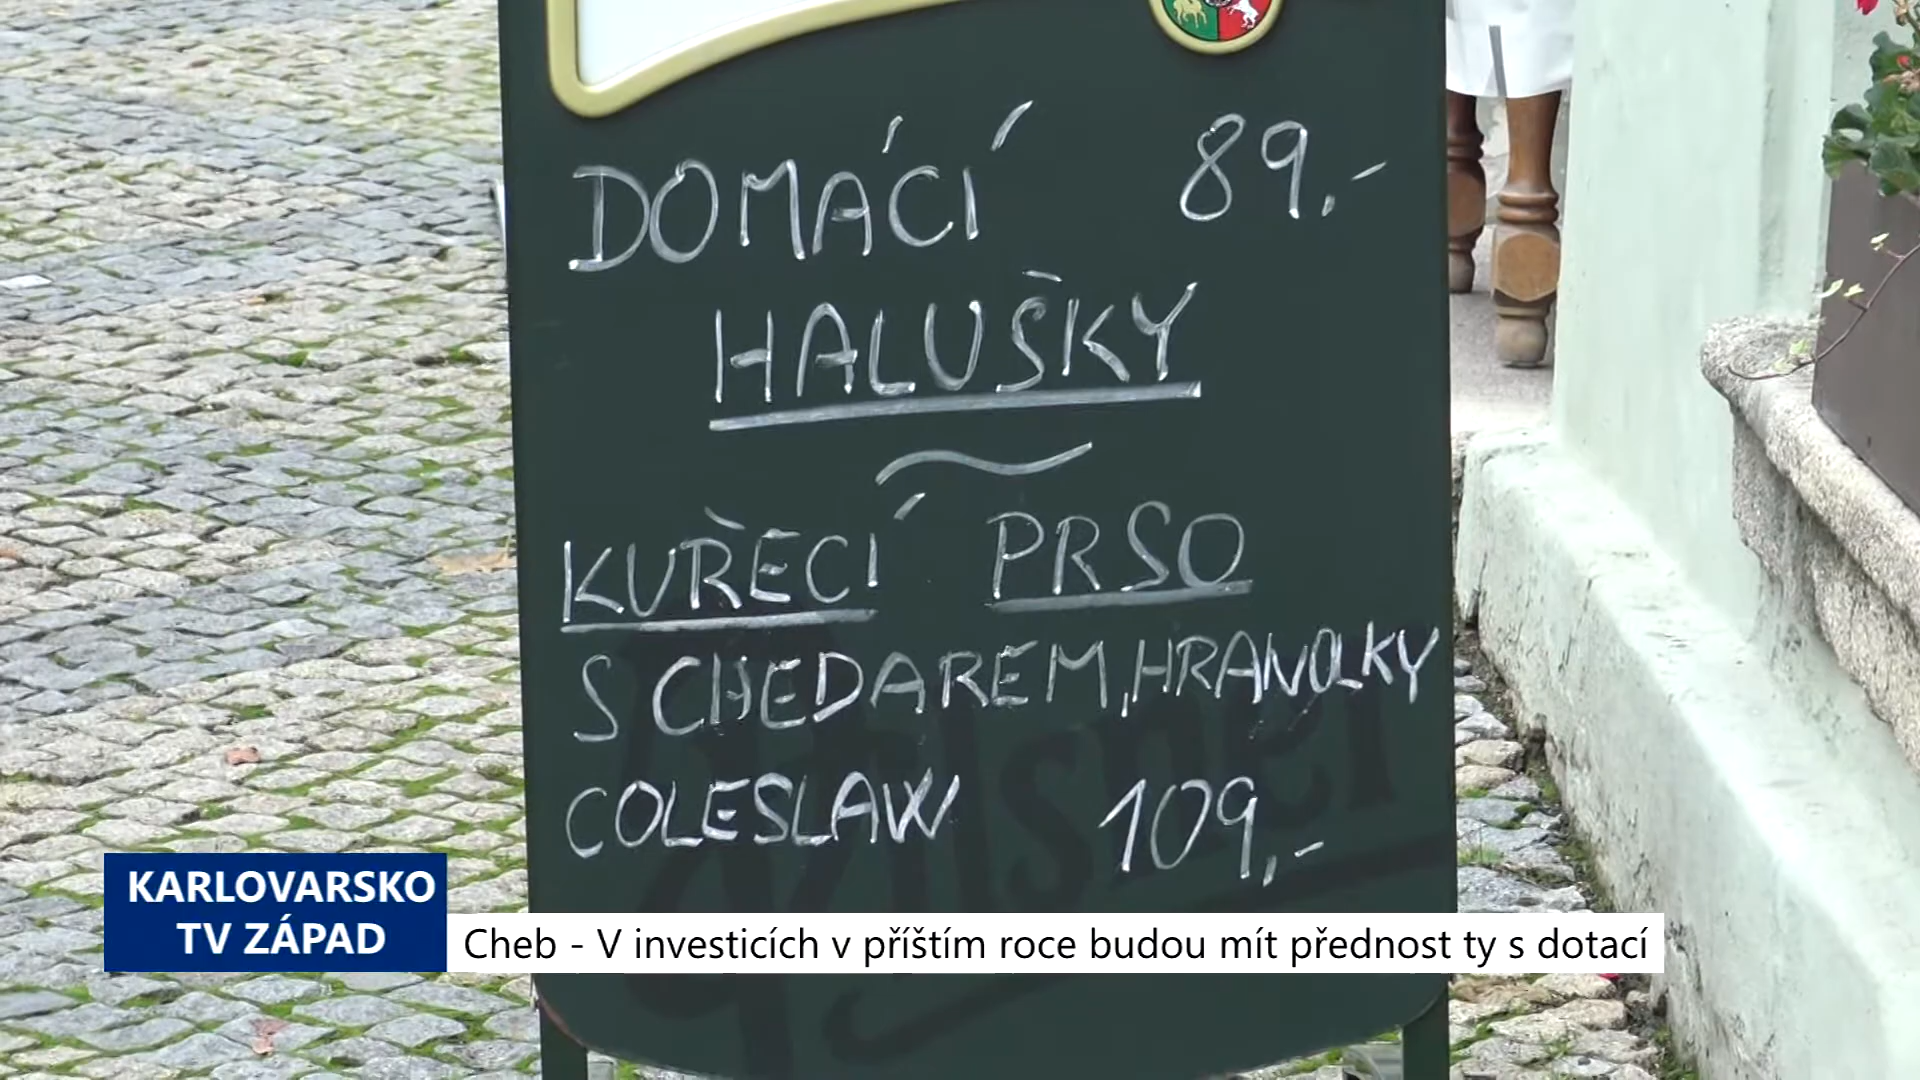 DOMÁCÍ 89,-
HALUŠKY
~
KUŘECÍ PRSO
S CHEDAREM, HRANOLKY
COLESLAW 109,-
Pilsner
KARLOVARSKO
TV ZÁPAD
Cheb - V investicích v příštím roce budou mít přednost ty s dotací